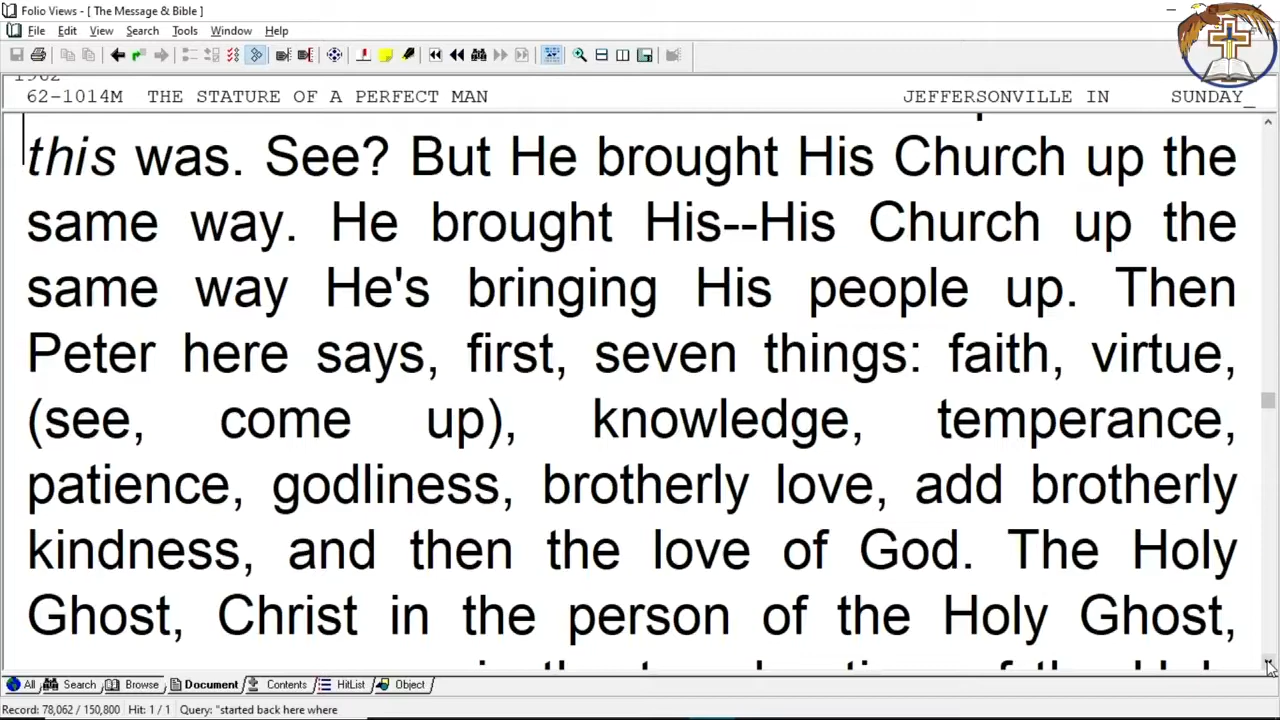 Folio Views - [ The Message & Bible ]
File Edit View Search Tools Window Help
1962
62-1014M THE STATURE OF A PERFECT MAN JEFFERSONVILLE IN SUNDAY_
this was. See? But He brought His Church up the
same way. He brought His--His Church up the
same way He's bringing His people up. Then
Peter here says, first, seven things: faith, virtue,
(see, come up), knowledge, temperance,
patience, godliness, brotherly love, add brotherly
kindness, and then the love of God. The Holy
Ghost, Christ in the person of the Holy Ghost,
All Search Browse Document Contents HitList Object
Record: 78,062 / 150,800 Hit: 1 / 1 Query: "started back here where